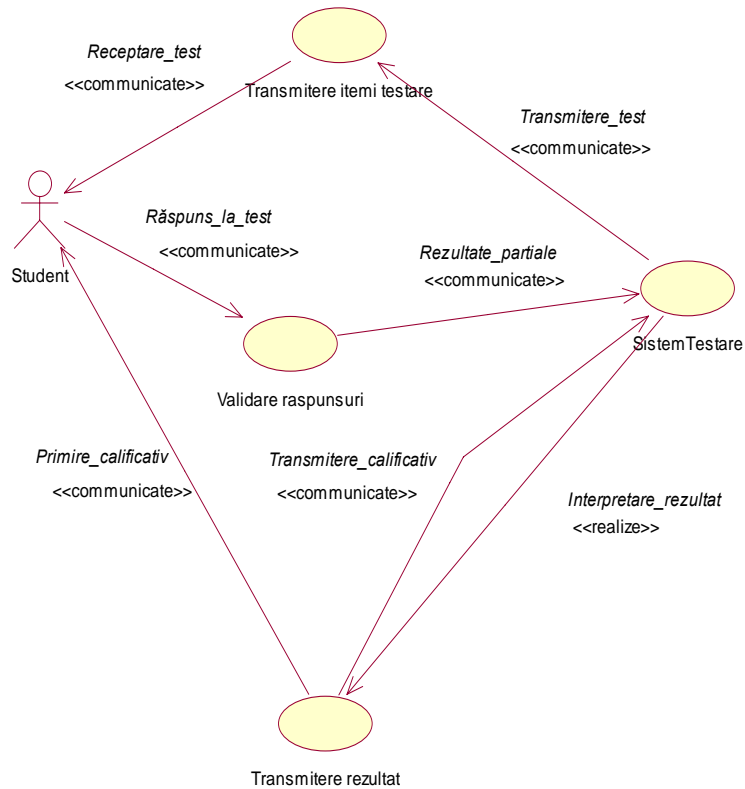 Receptare_test
<<communicate>>
Transmitere itemi testare
Transmitere_test
<<communicate>>
Student
Răspuns_la_test
<<communicate>>
Rezultate_partiale
<<communicate>>
SistemTestare
Validare raspunsuri
Primire_calificativ
<<communicate>>
Transmitere_calificativ
<<communicate>>
Interpretare_rezultat
<<realize>>
Transmitere rezultat